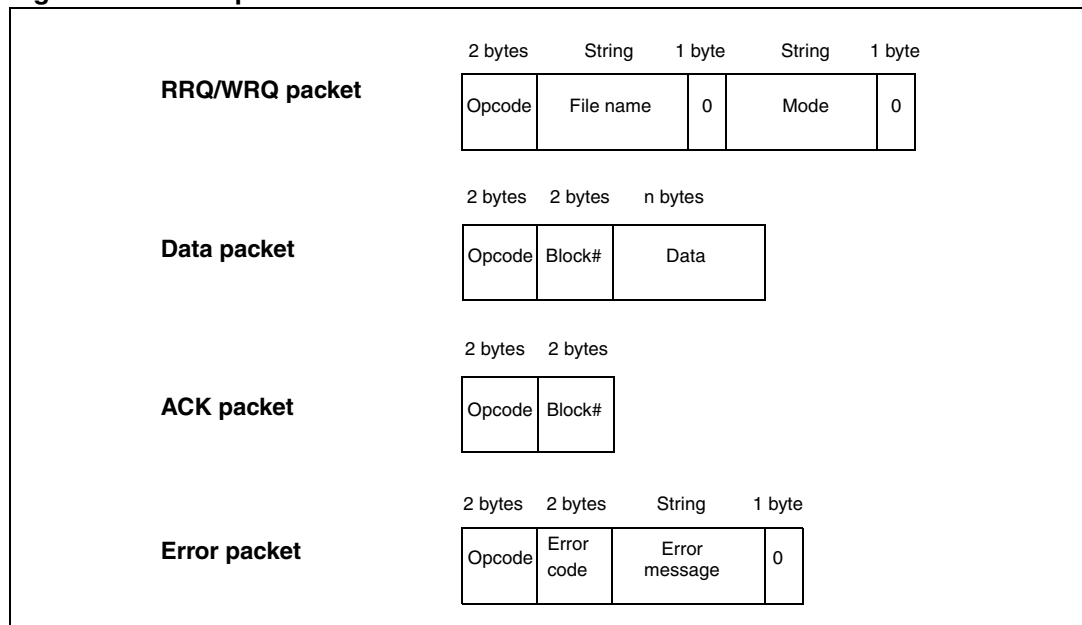 2 bytes String 1 byte String 1 byte
RRQ/WRQ packet
Opcode File name 0 Mode 0
2 bytes 2 bytes n bytes
Data packet
Opcode Block# Data
2 bytes 2 bytes
ACK packet
Opcode Block#
2 bytes 2 bytes String 1 byte
Error packet
Opcode Error code Error message 0